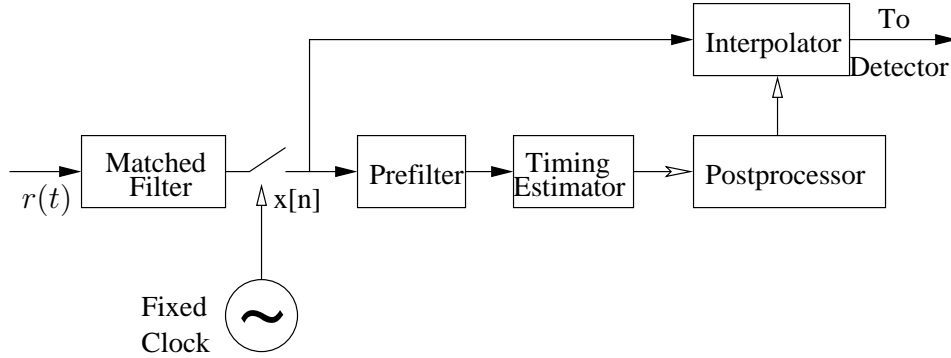 To
Interpolator
Detector
Matched
Filter
r(t)
x[n]
Prefilter
Timing
Estimator
Postprocessor
Fixed
Clock
~